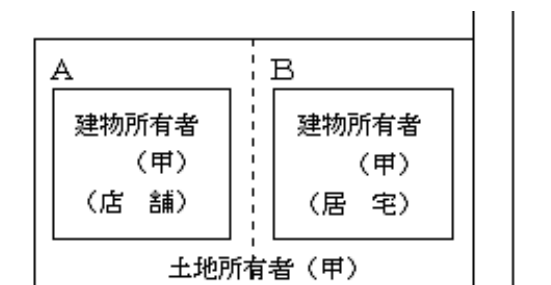 A
建物所有者
（甲）
（店　舗）
B
建物所有者
（甲）
（居　宅）
土地所有者（甲）